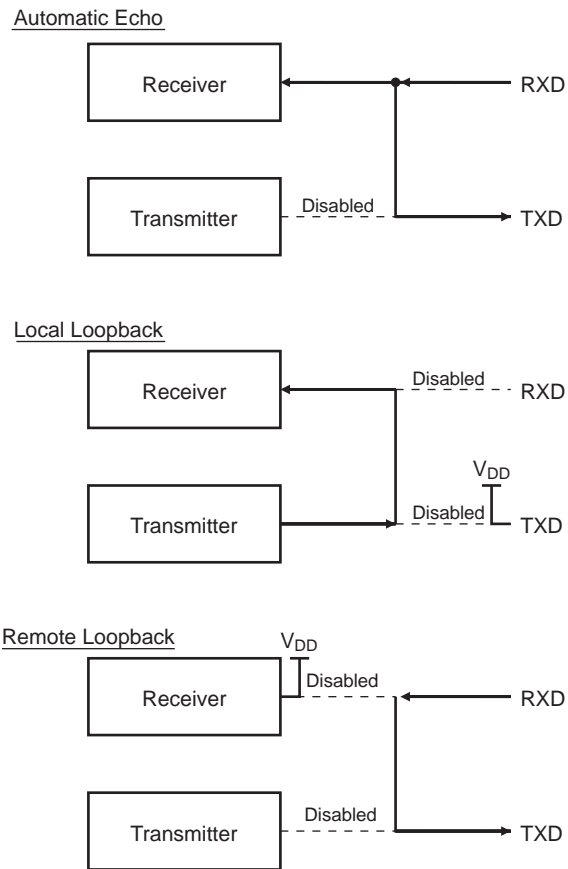 Automatic Echo
Receiver
RXD
Transmitter
Disabled
TXD
Local Loopback
Receiver
Disabled
RXD
VDD
Transmitter
Disabled
TXD
Remote Loopback
VDD
Receiver
Disabled
RXD
Transmitter
Disabled
TXD